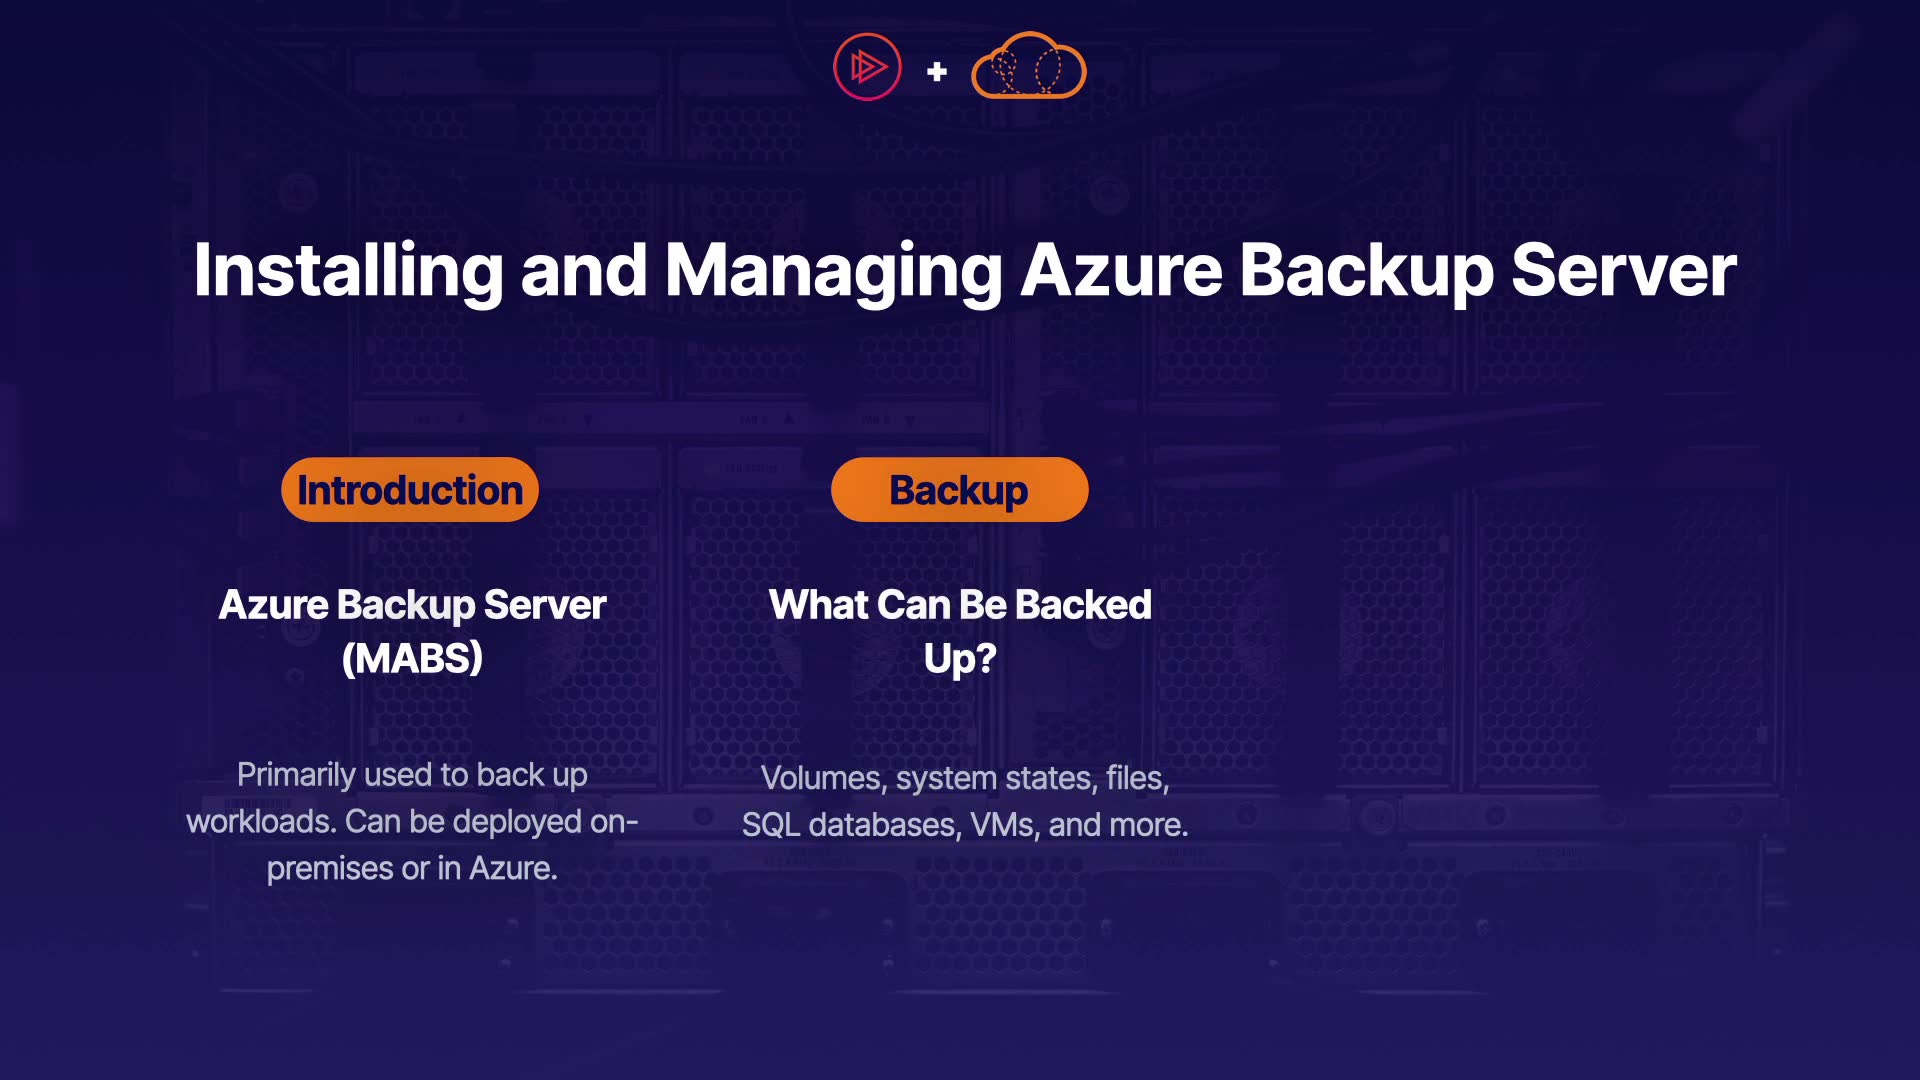 Installing and Managing Azure Backup Server
Introduction
Azure Backup Server
(MABS)
Primarily used to back up
workloads. Can be deployed on-
premises or in Azure.
Backup
What Can Be Backed
Up?
Volumes, system states, files,
SQL databases, VMs, and more.